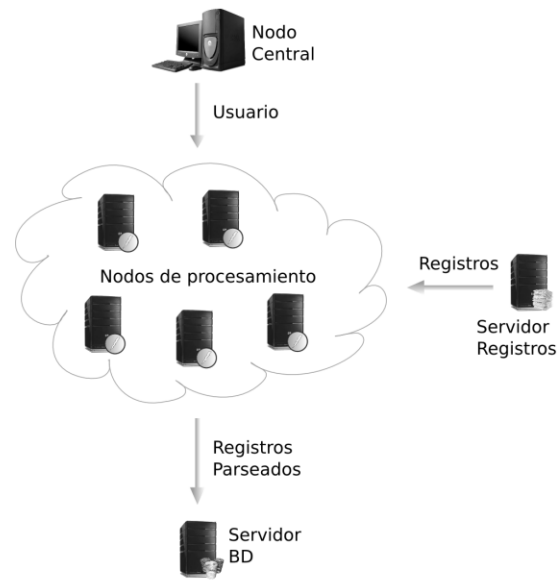 Nodo
Central
Usuario
Nodos de procesamiento
Registros
Servidor
Registros
Registros
Parseados
Servidor
BD